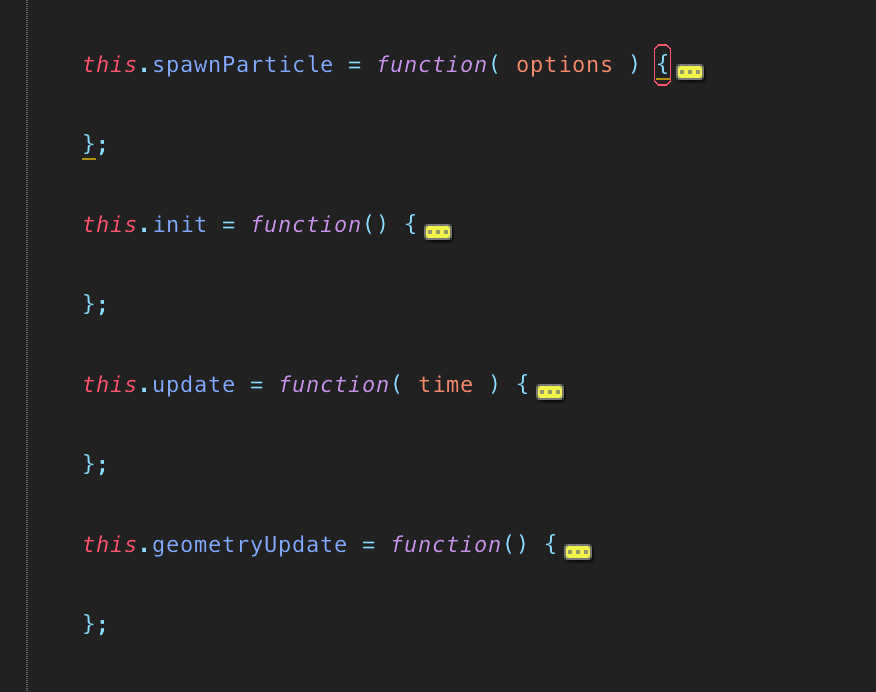 this.spawnParticle = function( options ) {
};
this.init = function() {
};
this.update = function( time ) {
};
this.geometryUpdate = function() {
};